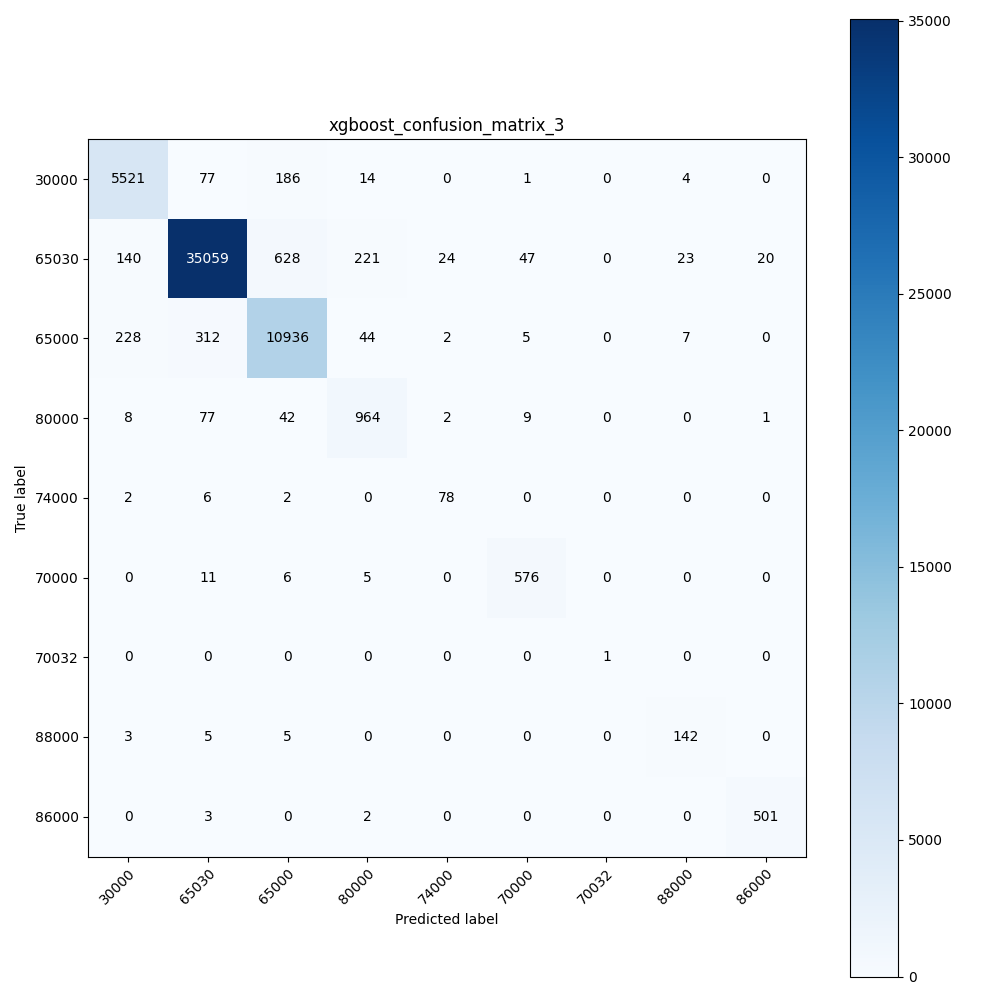 xgboost_confusion_matrix_3
35000
30000
25000
20000
15000
10000
5000
0
True label
30000 5521 77 186 14 0 1 0 4 0
65030 140 35059 628 221 24 47 0 23 20
65000 228 312 10936 44 2 5 0 7 0
80000 8 77 42 964 2 9 0 0 1
74000 2 6 2 0 78 0 0 0 0
70000 0 11 6 5 0 576 0 0 0
70032 0 0 0 0 0 0 1 0 0
88000 3 5 5 0 0 0 0 142 0
86000 0 3 0 2 0 0 0 0 501
30000 65030 65000 80000 74000 70000 70032 88000 86000
Predicted label